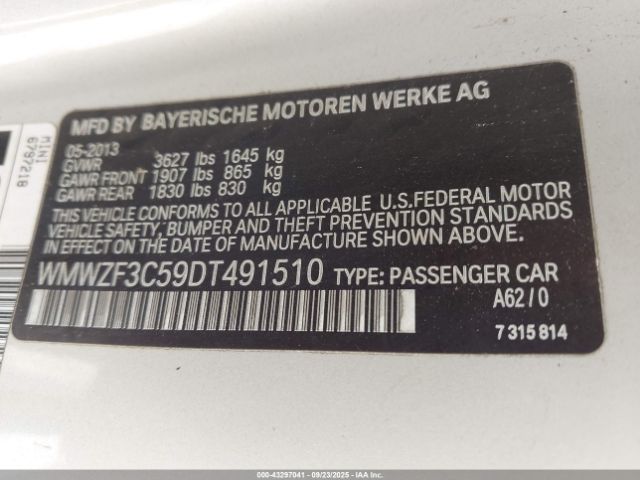 MFD BY BAYERISCHE MOTOREN WERKE AG
05-2013
GVWR 3627 lbs 1645 kg
GAWR FRONT 1907 lbs 865 kg
GAWR REAR 1830 lbs 830 kg
THIS VEHICLE CONFORMS TO ALL APPLICABLE U.S.FEDERAL MOTOR
VEHICLE SAFETY, BUMPER AND THEFT PREVENTION STANDARDS
IN EFFECT ON THE DATE OF MANUFACTURE SHOWN ABOVE.
WMWZF3C59DT491510 TYPE: PASSENGER CAR
A62/0
7315814
MINI
6797218
000-43297041 - 09/23/2025 - IAA Inc.